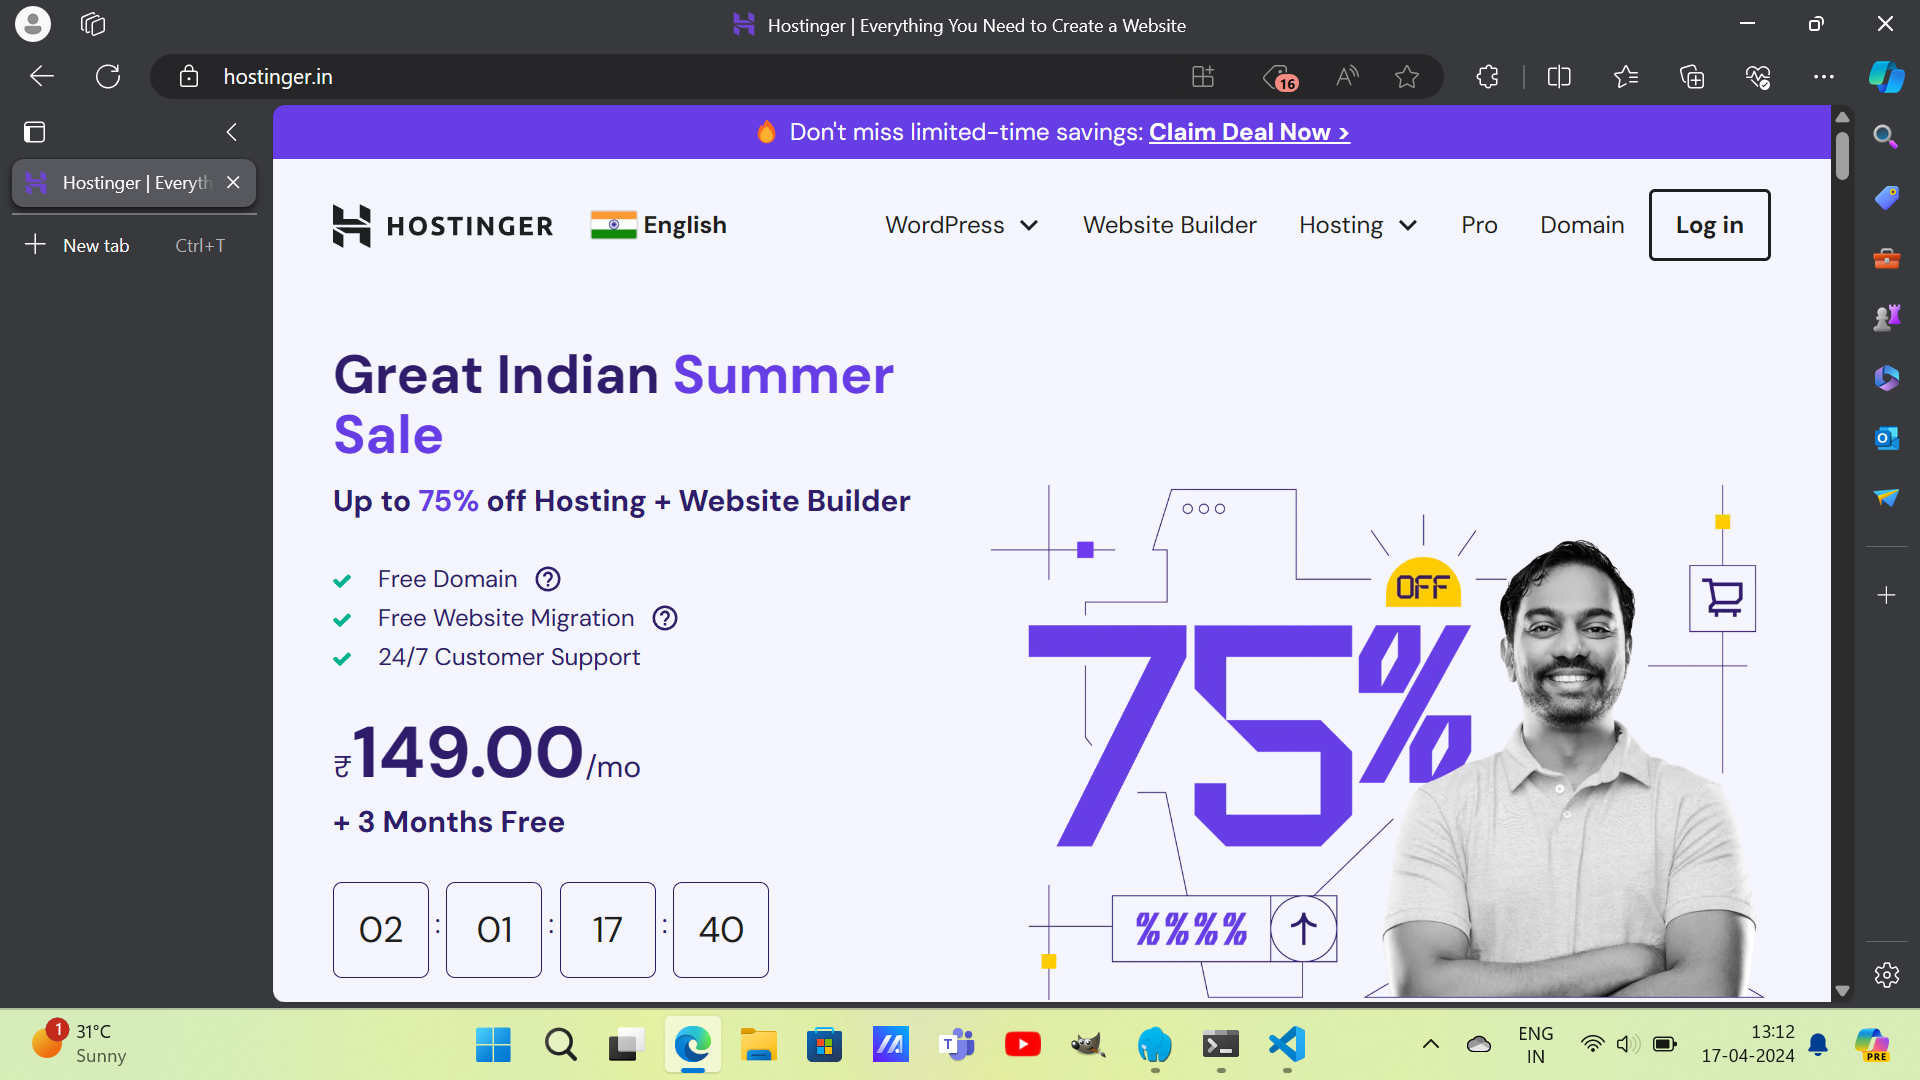 Hostinger | Everything You Need to Create a Website
hostinger.in
16
Hostinger | Everyth
New tab Ctrl+T
Don't miss limited-time savings: Claim Deal Now >
HOSTINGER English WordPress Website Builder Hosting Pro Domain Log in
Great Indian Summer
Sale
Up to 75% off Hosting + Website Builder
Free Domain
Free Website Migration
24/7 Customer Support
₹149.00/mo
+ 3 Months Free
02 : 01 : 17 : 40
OFF
75%
%%%%
1
31°C
Sunny
ENG
IN
13:12
17-04-2024
PRE